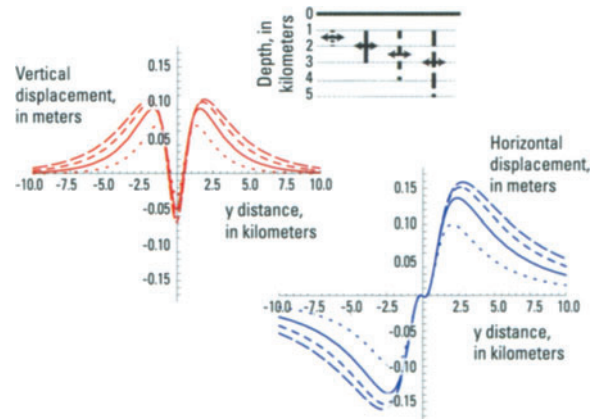 Depth, in
kilometers
0
1
2
3
4
5
Vertical
displacement,
in meters
0.15
0.10
0.05
-10.0 -7.5 -5.0 -2.5 2.5 5.0 7.5 10.0
-0.05
-0.10
-0.15
y distance,
in kilometers
Horizontal
displacement,
in meters
0.15
0.10
0.05
-10.0 -7.5 -5.0 -2.5 2.5 5.0 7.5 10.0
-0.05
-0.10
-0.15
y distance,
in kilometers